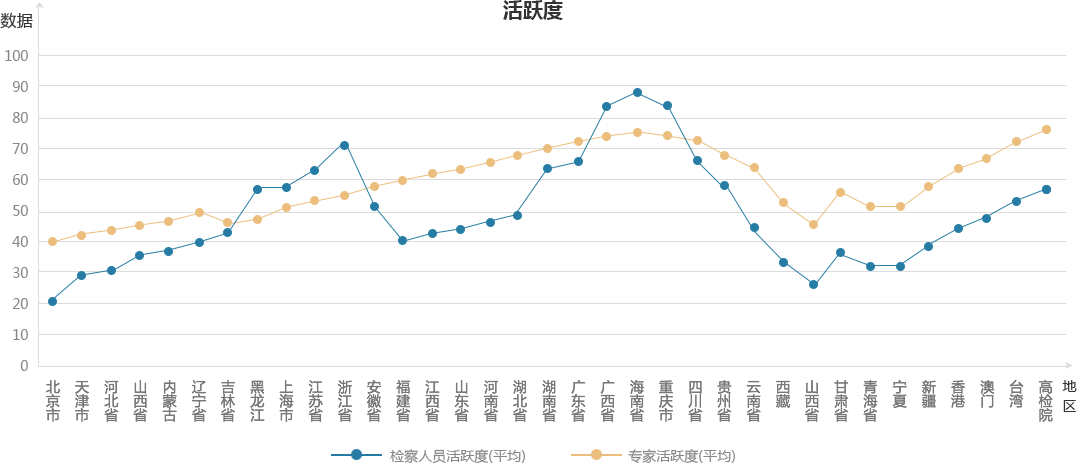 活跃度
数据
100
90
80
70
60
50
40
30
20
10
0
北京市
天津市
河北省
山西省
内蒙古
辽宁省
吉林省
黑龙江
上海市
江苏省
浙江省
安徽省
福建省
江西省
山东省
河南省
湖北省
湖南省
广东省
广西省
海南省
重庆市
四川省
贵州省
云南省
西藏
山西省
甘肃省
青海省
宁夏
新疆
香港
澳门
台湾
高检院
地区
检察人员活跃度(平均)
专家活跃度(平均)